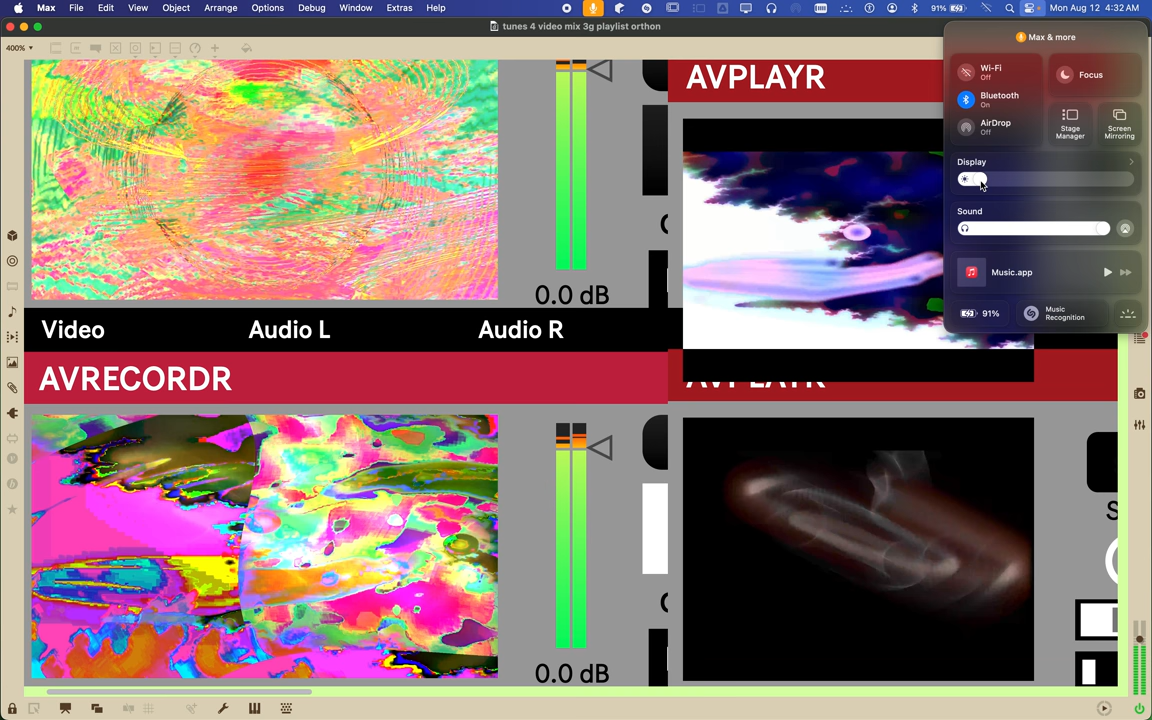 Max File Edit View Object Arrange Options Debug Window Extras Help 91% Mon Aug 12 4:32 AM
tunes 4 video mix 3g playlist orthon
Max & more
400%
Wi-Fi
Off
Focus
Bluetooth
On
AirDrop
Off
Stage
Manager
Screen
Mirroring
Display
Sound
Music.app
91%
Music
Recognition
AVPLAYR
0.0 dB
Video Audio L Audio R
AVRECORDR
AVPLAYR
0.0 dB